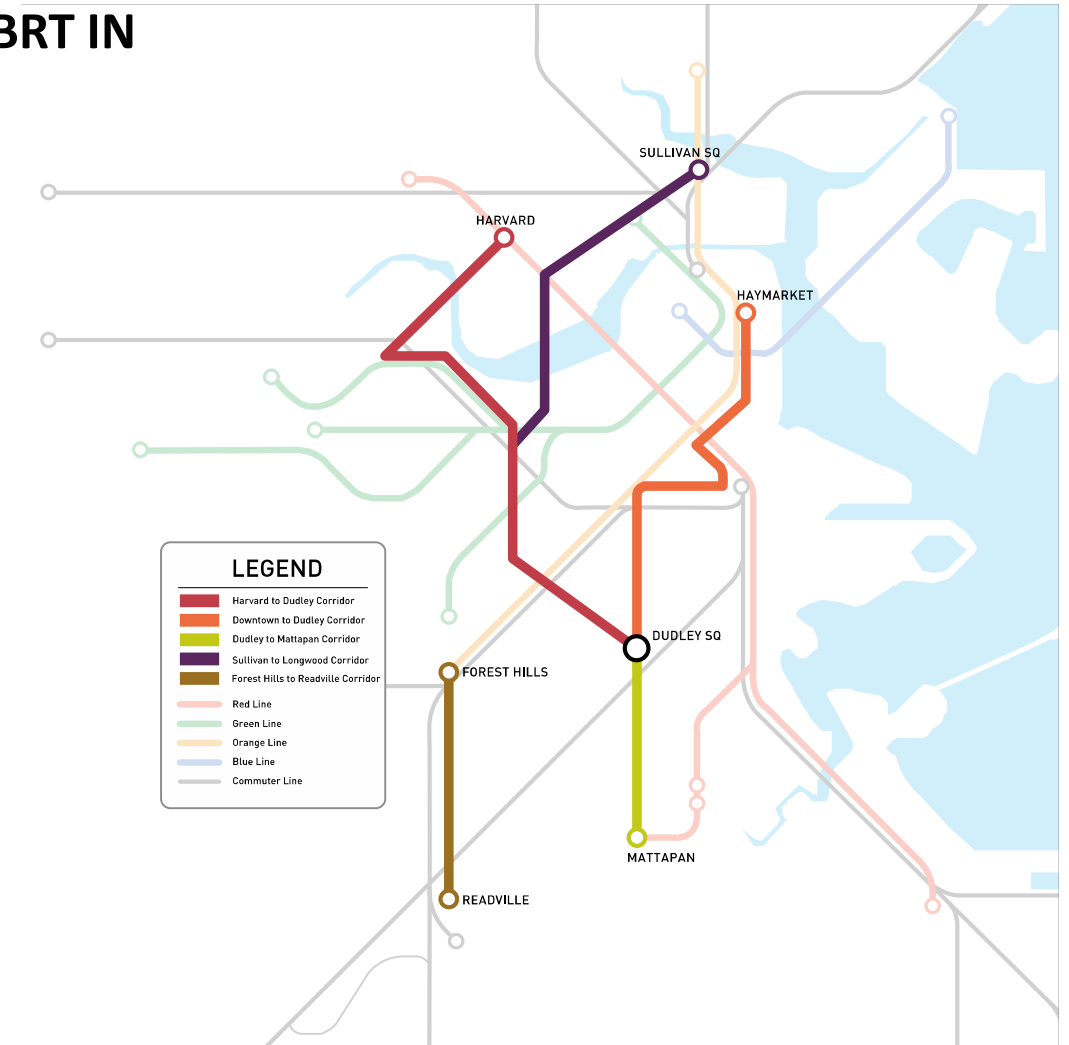 BRT IN
SULLIVAN SQ
HARVARD
HAYMARKET
DUDLEY SQ
FOREST HILLS
MATTAPAN
READVILLE
LEGEND
Harvard to Dudley Corridor
Downtown to Dudley Corridor
Dudley to Mattapan Corridor
Sullivan to Longwood Corridor
Forest Hills to Readville Corridor
Red Line
Green Line
Orange Line
Blue Line
Commuter Line